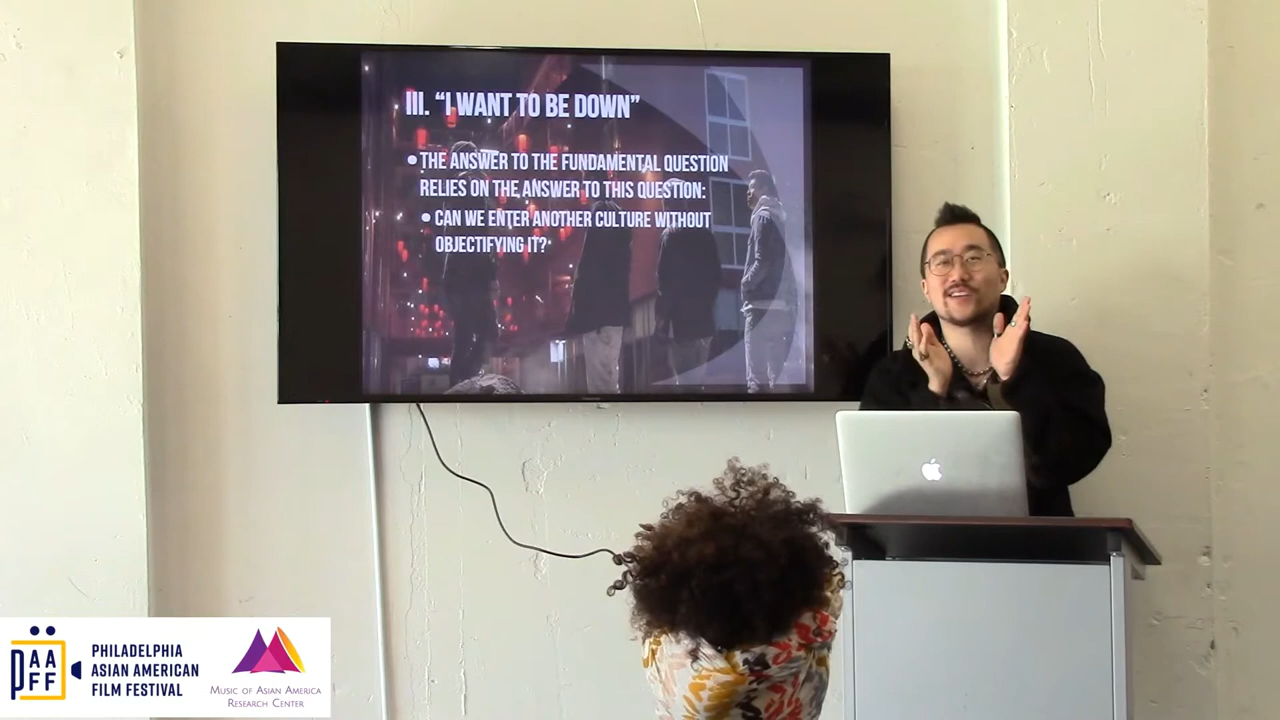 III. “I WANT TO BE DOWN”
• THE ANSWER TO THE FUNDAMENTAL QUESTION
RELIES ON THE ANSWER TO THIS QUESTION:
• CAN WE ENTER ANOTHER CULTURE WITHOUT
OBJECTIFYING IT?
PAAFF
PHILADELPHIA
ASIAN AMERICAN
FILM FESTIVAL
MUSIC OF ASIAN AMERICA
RESEARCH CENTER